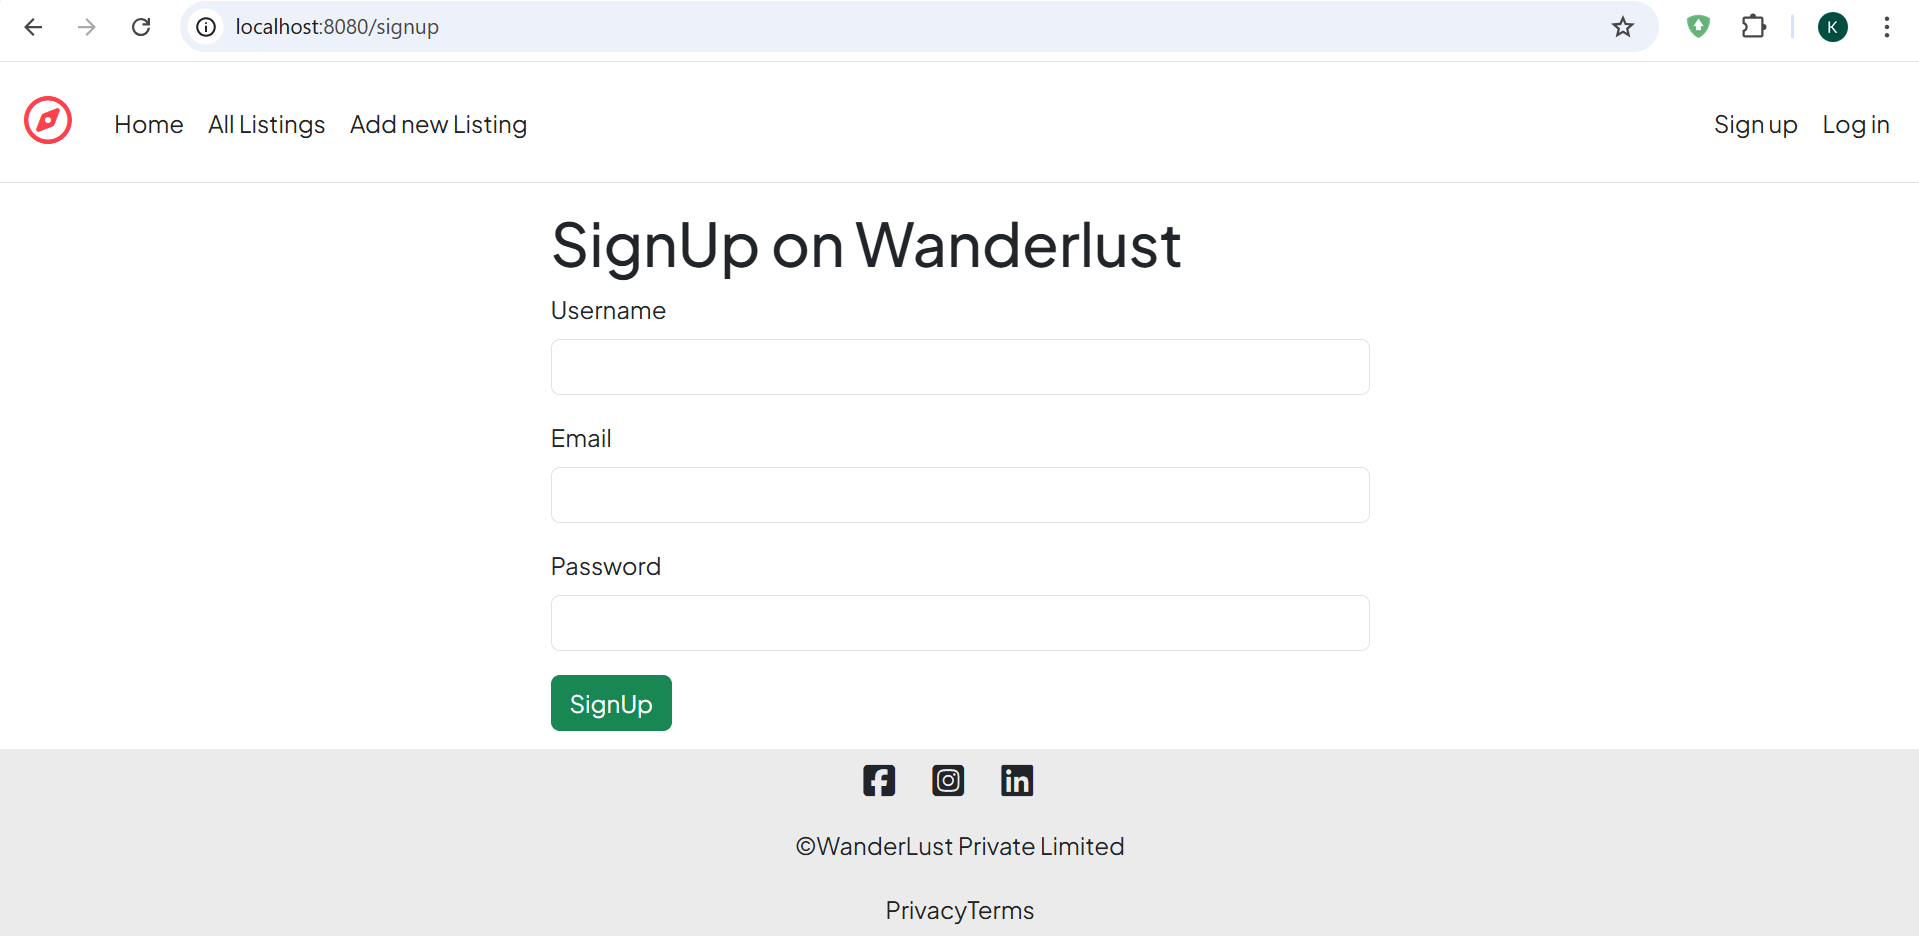 localhost:8080/signup
K
Home All Listings Add new Listing Sign up Log in
SignUp on Wanderlust
Username
Email
Password
SignUp
©WanderLust Private Limited
PrivacyTerms